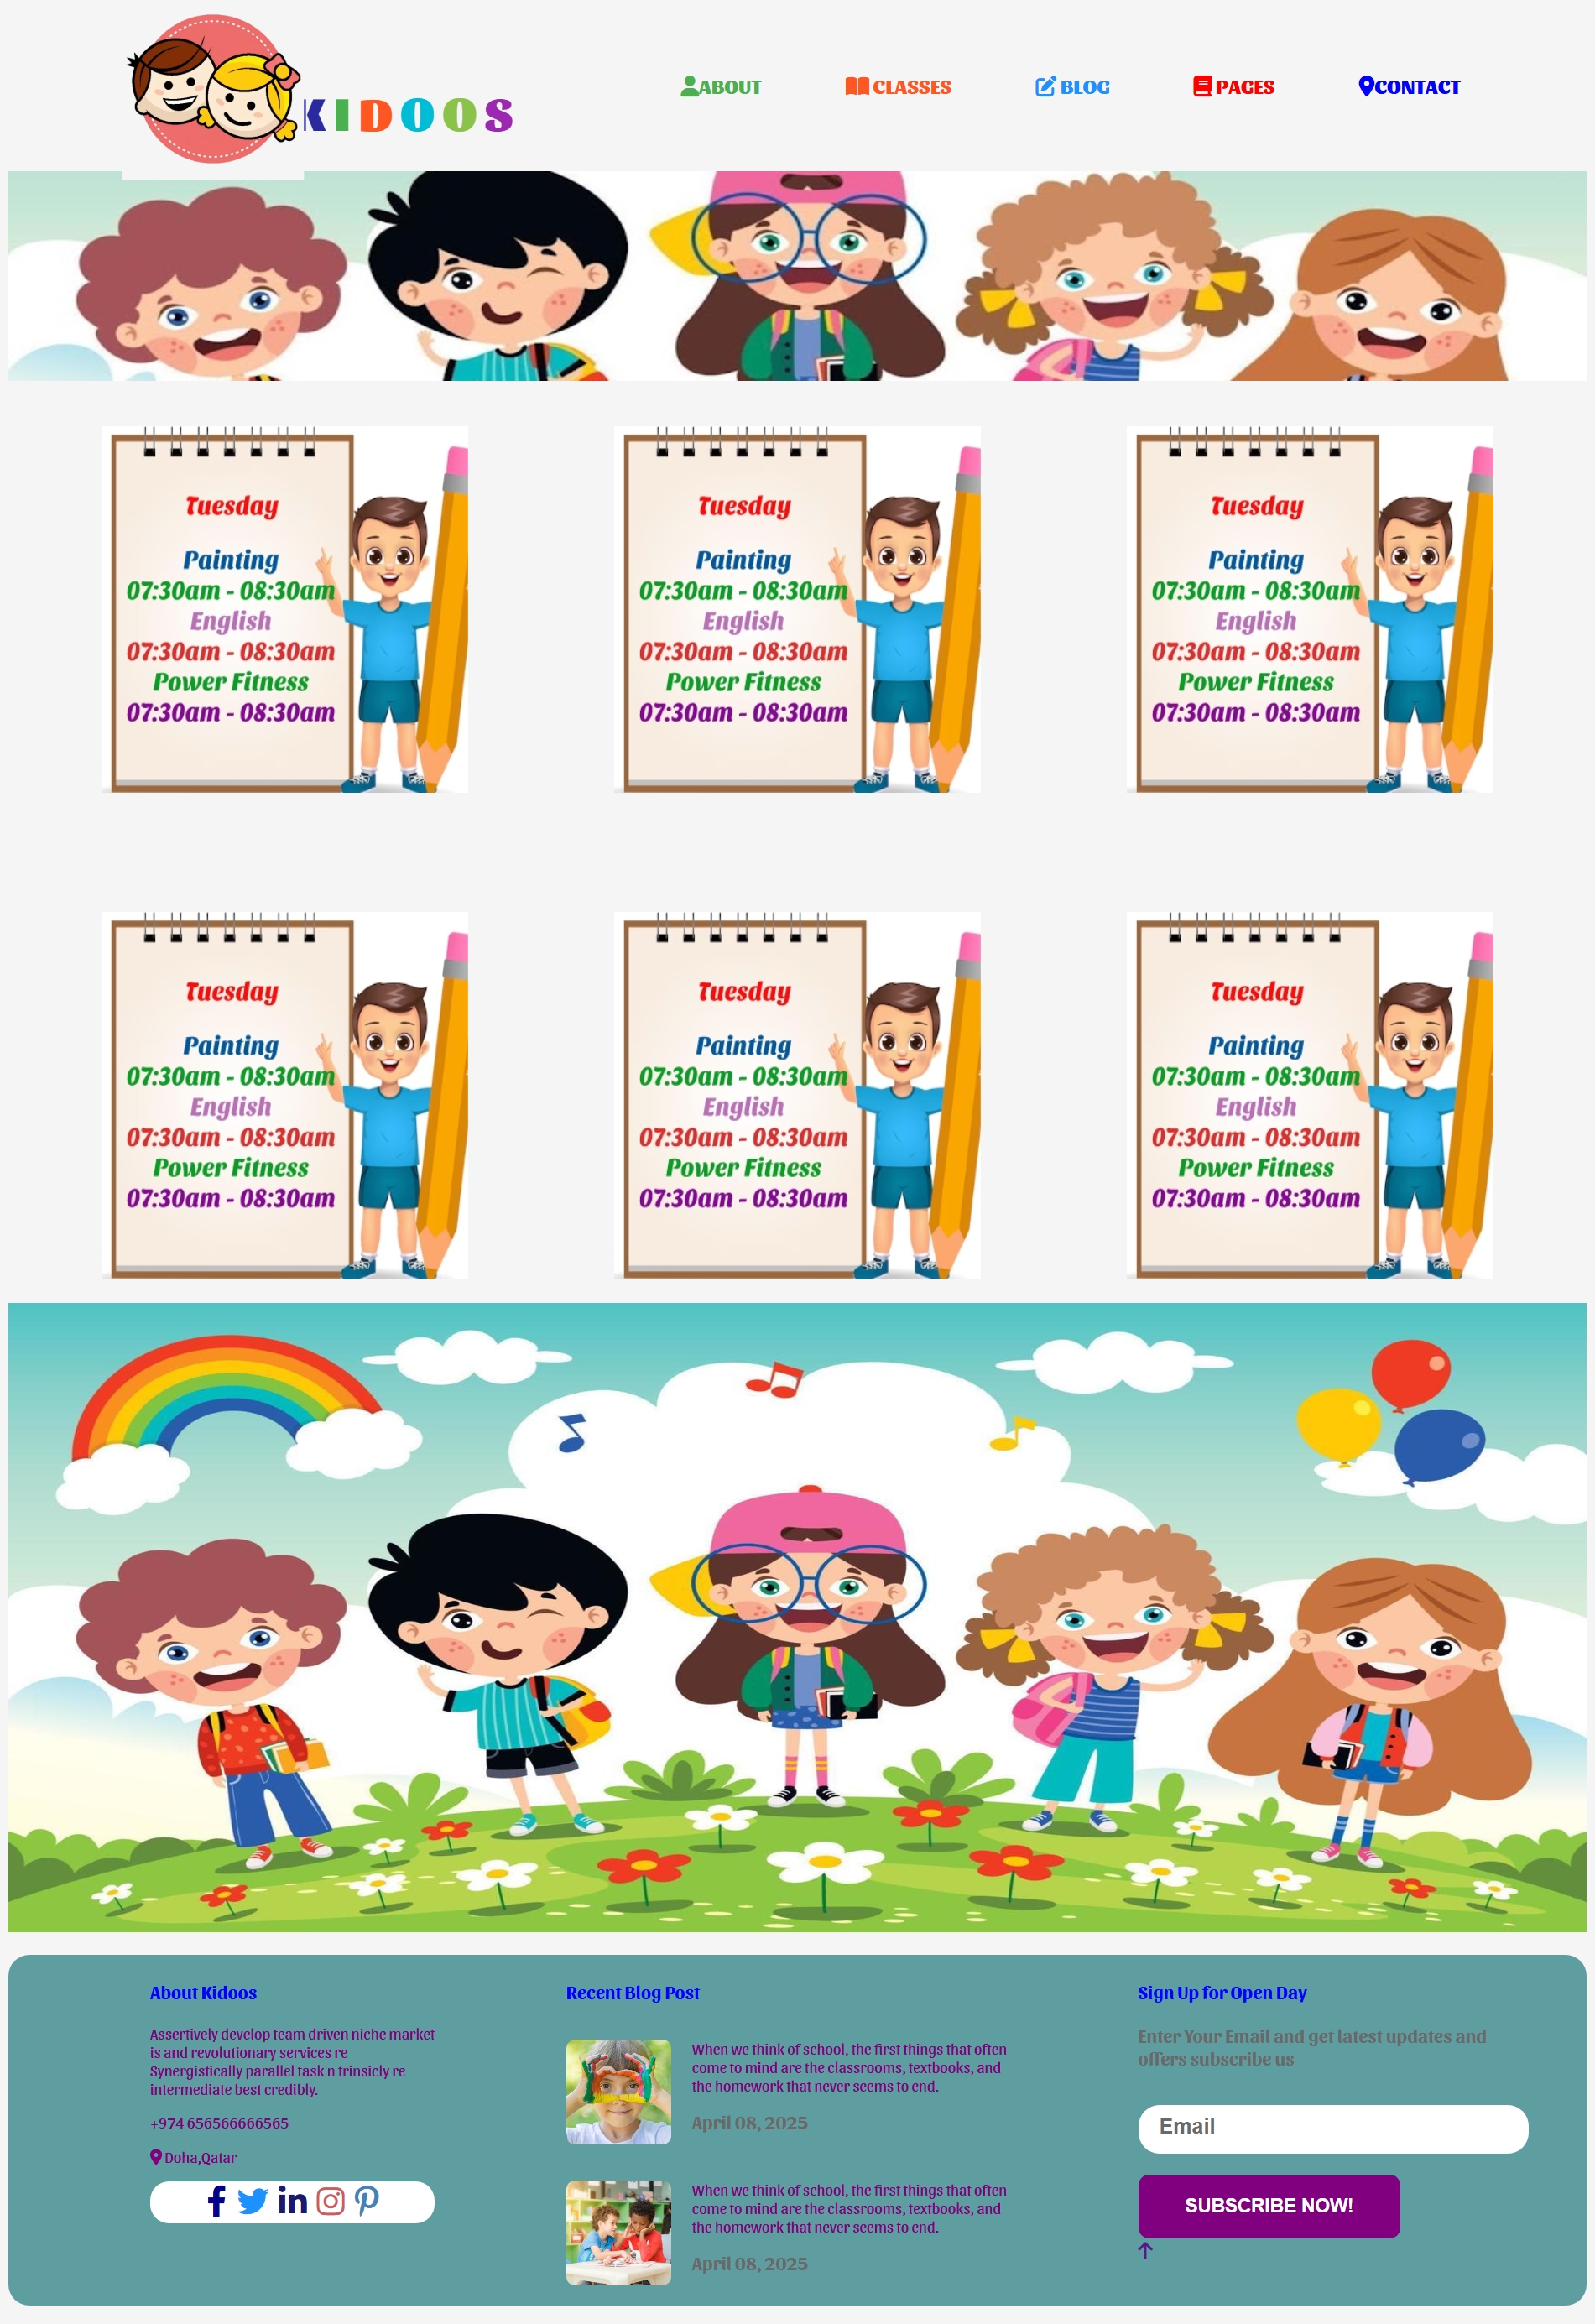 KIDOOS
ABOUT
CLASSES
BLOG
PAGES
CONTACT
Tuesday
Painting
07:30am - 08:30am
English
07:30am - 08:30am
Power Fitness
07:30am - 08:30am
Tuesday
Painting
07:30am - 08:30am
English
07:30am - 08:30am
Power Fitness
07:30am - 08:30am
Tuesday
Painting
07:30am - 08:30am
English
07:30am - 08:30am
Power Fitness
07:30am - 08:30am
Tuesday
Painting
07:30am - 08:30am
English
07:30am - 08:30am
Power Fitness
07:30am - 08:30am
Tuesday
Painting
07:30am - 08:30am
English
07:30am - 08:30am
Power Fitness
07:30am - 08:30am
Tuesday
Painting
07:30am - 08:30am
English
07:30am - 08:30am
Power Fitness
07:30am - 08:30am
About Kidoos
Assertively develop team driven niche market
is and revolutionary services re
Synergistically parallel task n trinsicly re
intermediate best credibly.
+974 656566666565
Doha,Qatar
Recent Blog Post
When we think of school, the first things that often
come to mind are the classrooms, textbooks, and
the homework that never seems to end.
April 08, 2025
When we think of school, the first things that often
come to mind are the classrooms, textbooks, and
the homework that never seems to end.
April 08, 2025
Sign Up for Open Day
Enter Your Email and get latest updates and
offers subscribe us
Email
SUBSCRIBE NOW!